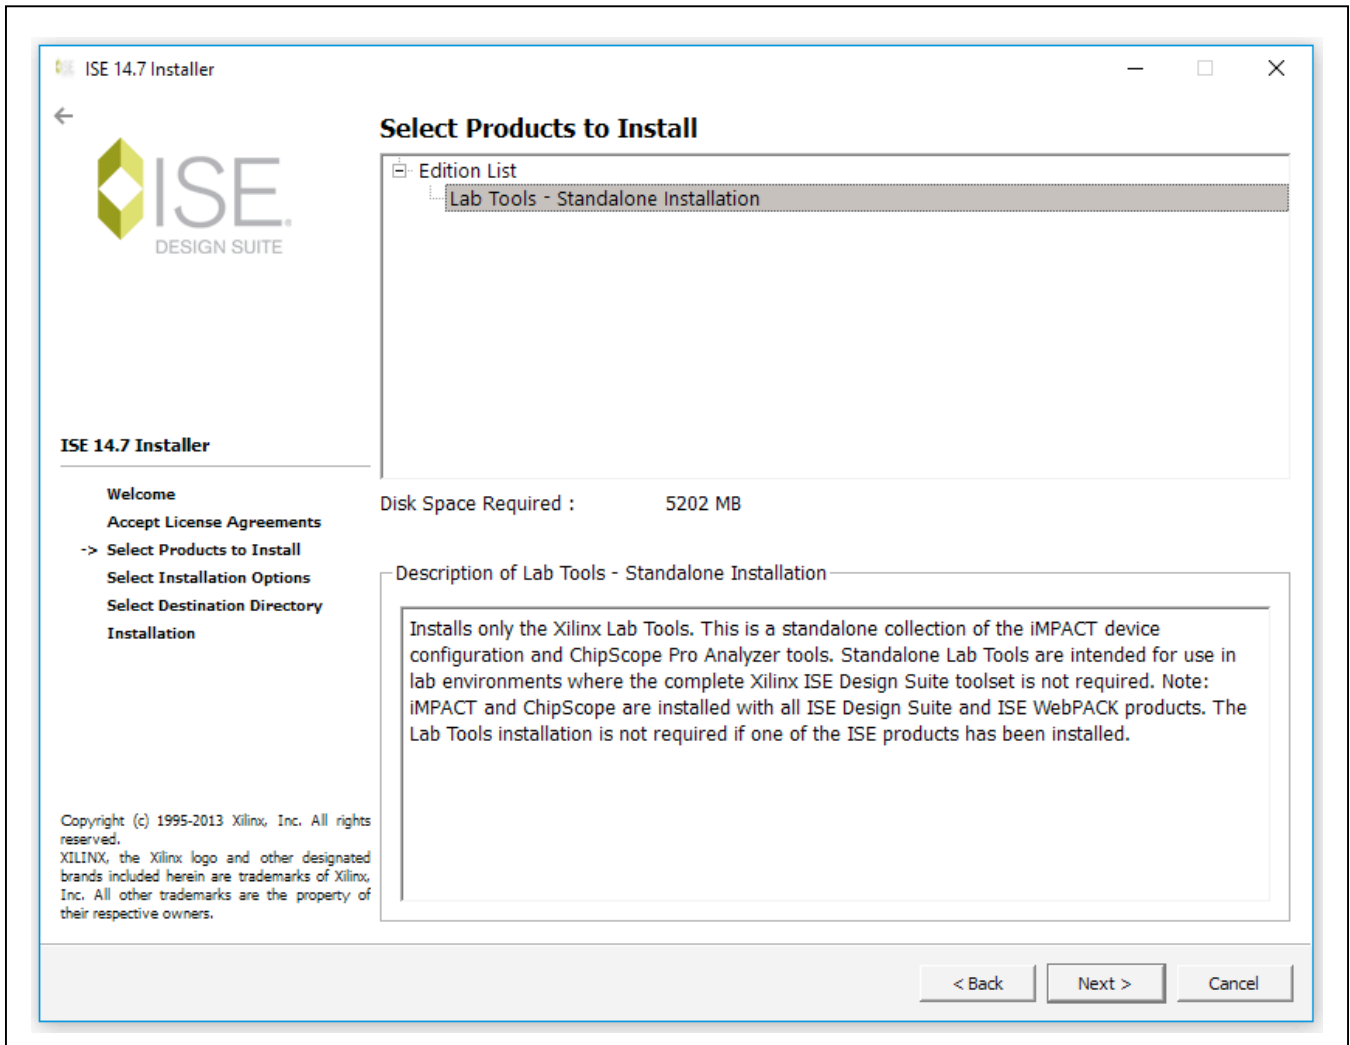 ISE 14.7 Installer
ISE.
DESIGN SUITE
ISE 14.7 Installer
Welcome
Accept License Agreements
-> Select Products to Install
Select Installation Options
Select Destination Directory
Installation
Copyright (c) 1995-2013 Xilinx, Inc. All rights
reserved.
XILINX, the Xilinx logo and other designated
brands included herein are trademarks of Xilinx,
Inc. All other trademarks are the property of
their respective owners.
Select Products to Install
Edition List
Lab Tools - Standalone Installation
Disk Space Required : 5202 MB
Description of Lab Tools - Standalone Installation
Installs only the Xilinx Lab Tools. This is a standalone collection of the iMPACT device
configuration and ChipScope Pro Analyzer tools. Standalone Lab Tools are intended for use in
lab environments where the complete Xilinx ISE Design Suite toolset is not required. Note:
iMPACT and ChipScope are installed with all ISE Design Suite and ISE WebPACK products. The
Lab Tools installation is not required if one of the ISE products has been installed.
< Back Next > Cancel